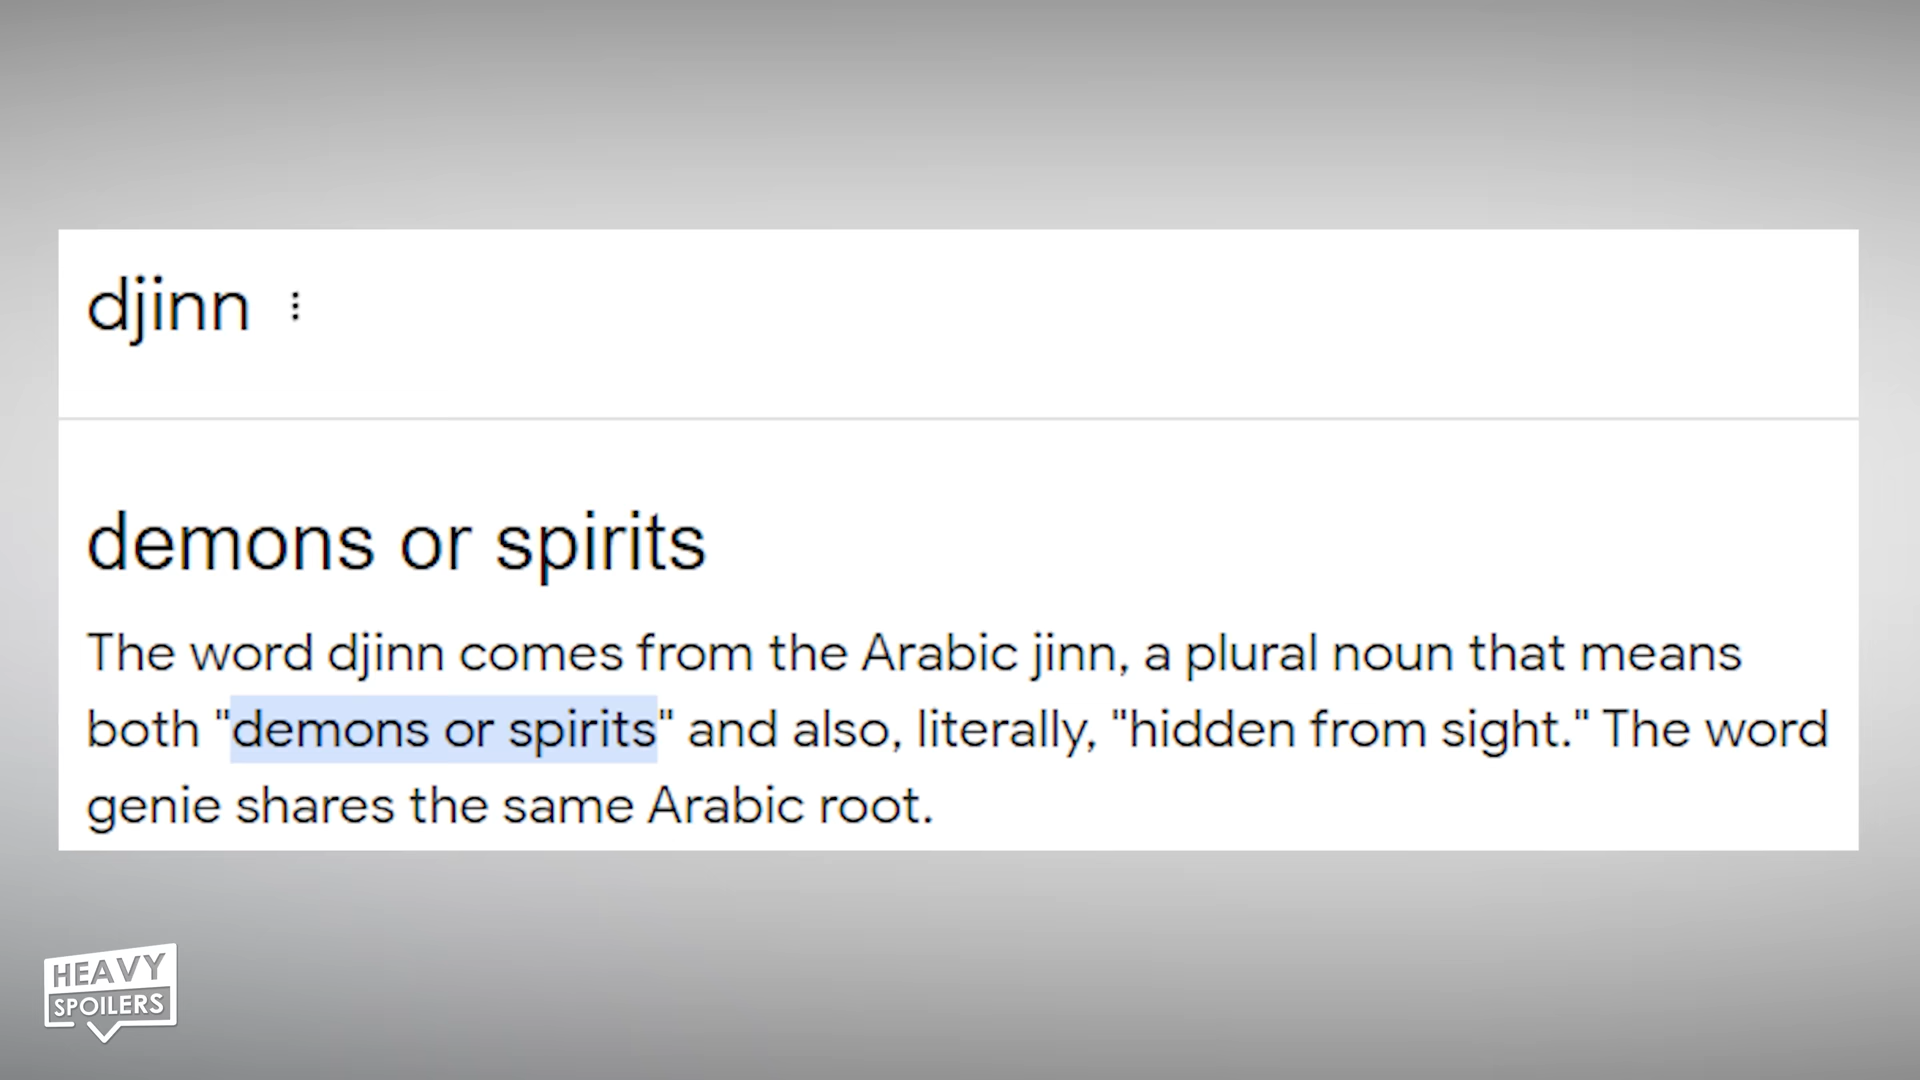 djinn
demons or spirits
The word djinn comes from the Arabic jinn, a plural noun that means
both "demons or spirits" and also, literally, "hidden from sight." The word
genie shares the same Arabic root.
HEAVY
SPOILERS